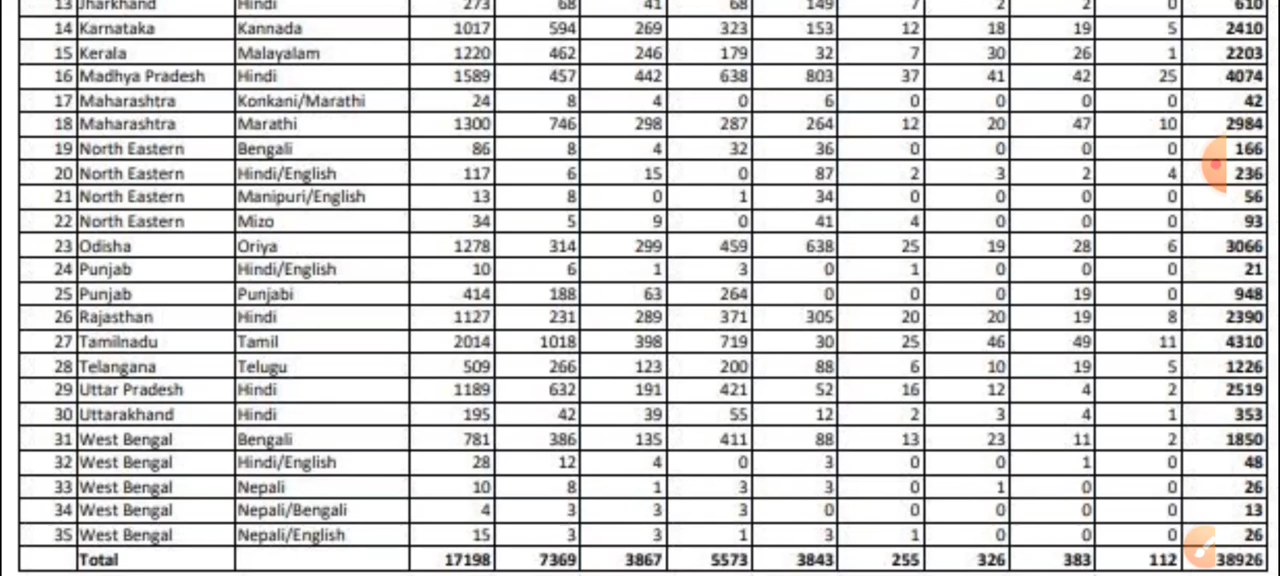 13 Jharkhand Hindi 273 68 41 68 149 7 2 2 0 610
14 Karnataka Kannada 1017 594 269 323 153 12 18 19 5 2410
15 Kerala Malayalam 1220 462 246 179 32 7 30 26 1 2203
16 Madhya Pradesh Hindi 1589 457 442 638 803 37 41 42 25 4074
17 Maharashtra Konkani/Marathi 24 8 4 0 6 0 0 0 0 42
18 Maharashtra Marathi 1300 746 298 287 264 12 20 47 10 2984
19 North Eastern Bengali 86 8 4 32 36 0 0 0 0 166
20 North Eastern Hindi/English 117 6 15 0 87 2 3 2 4 236
21 North Eastern Manipuri/English 13 8 0 1 34 0 0 0 0 56
22 North Eastern Mizo 34 5 9 0 41 4 0 0 0 93
23 Odisha Oriya 1278 314 299 459 638 25 19 28 6 3066
24 Punjab Hindi/English 10 6 1 3 0 1 0 0 0 21
25 Punjab Punjabi 414 188 63 264 0 0 0 19 0 948
26 Rajasthan Hindi 1127 231 289 371 305 20 20 19 8 2390
27 Tamilnadu Tamil 2014 1018 398 719 30 25 46 49 11 4310
28 Telangana Telugu 509 266 123 200 88 6 10 19 5 1226
29 Uttar Pradesh Hindi 1189 632 191 421 52 16 12 4 2 2519
30 Uttarakhand Hindi 195 42 39 55 12 2 3 4 1 353
31 West Bengal Bengali 781 386 135 411 88 13 23 11 2 1850
32 West Bengal Hindi/English 28 12 4 0 3 0 0 1 0 48
33 West Bengal Nepali 10 8 1 3 3 0 1 0 0 26
34 West Bengal Nepali/Bengali 4 3 3 3 0 0 0 0 0 13
35 West Bengal Nepali/English 15 3 3 1 3 1 0 0 0 26
Total 17198 7369 3867 5573 3843 255 326 383 112 38926